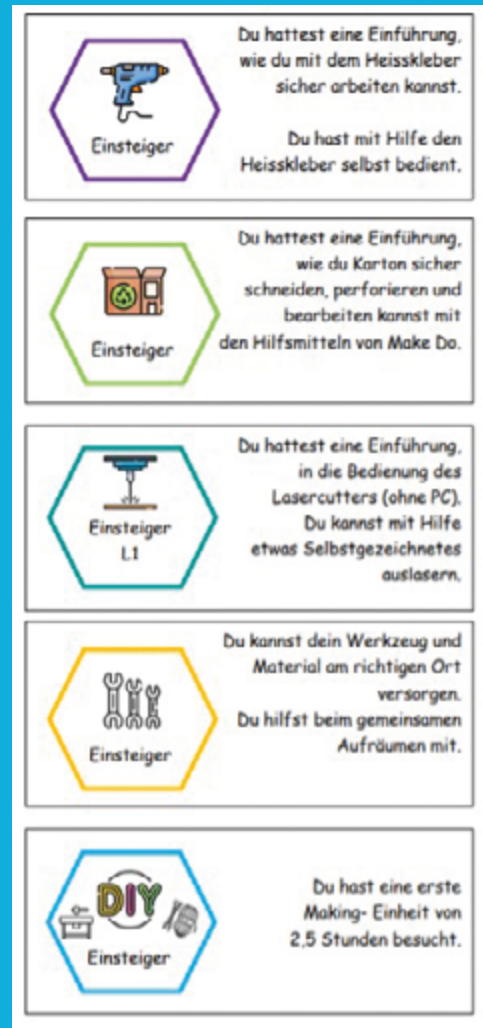 Einsteiger
Du hattest eine Einführung,
wie du mit dem Heisskleber
sicher arbeiten kannst.
Du hast mit Hilfe den
Heisskleber selbst bedient.
Einsteiger
Du hattest eine Einführung,
wie du Karton sicher
schneiden, perforieren und
bearbeiten kannst mit
den Hilfsmitteln von Make Do.
Einsteiger
L1
Du hattest eine Einführung,
in die Bedienung des
Lasercutters (ohne PC).
Du kannst mit Hilfe
etwas Selbstgezeichnetes
auslasern.
Einsteiger
Du kannst dein Werkzeug und
Material am richtigen Ort
versorgen.
Du hilfst beim gemeinsamen
Aufräumen mit.
DIY
Einsteiger
Du hast eine erste
Making- Einheit von
2,5 Stunden besucht.